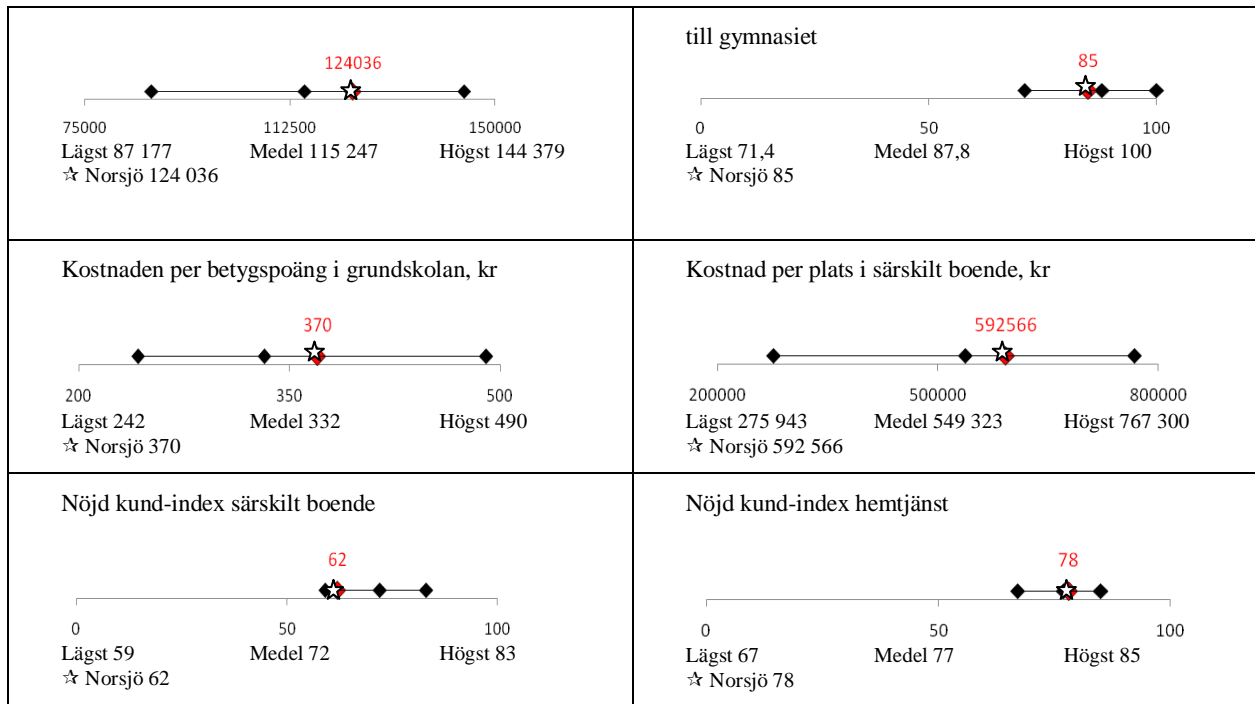 124036
75000 112500 150000
Lägst 87 177 Medel 115 247 Högst 144 379
☆ Norsjö 124 036
till gymnasiet
85
0 50 100
Lägst 71,4 Medel 87,8 Högst 100
☆ Norsjö 85
Kostnaden per betygspoäng i grundskolan, kr
370
200 350 500
Lägst 242 Medel 332 Högst 490
☆ Norsjö 370
Kostnad per plats i särskilt boende, kr
592566
200000 500000 800000
Lägst 275 943 Medel 549 323 Högst 767 300
☆ Norsjö 592 566
Nöjd kund-index särskilt boende
62
0 50 100
Lägst 59 Medel 72 Högst 83
☆ Norsjö 62
Nöjd kund-index hemtjänst
78
0 50 100
Lägst 67 Medel 77 Högst 85
☆ Norsjö 78